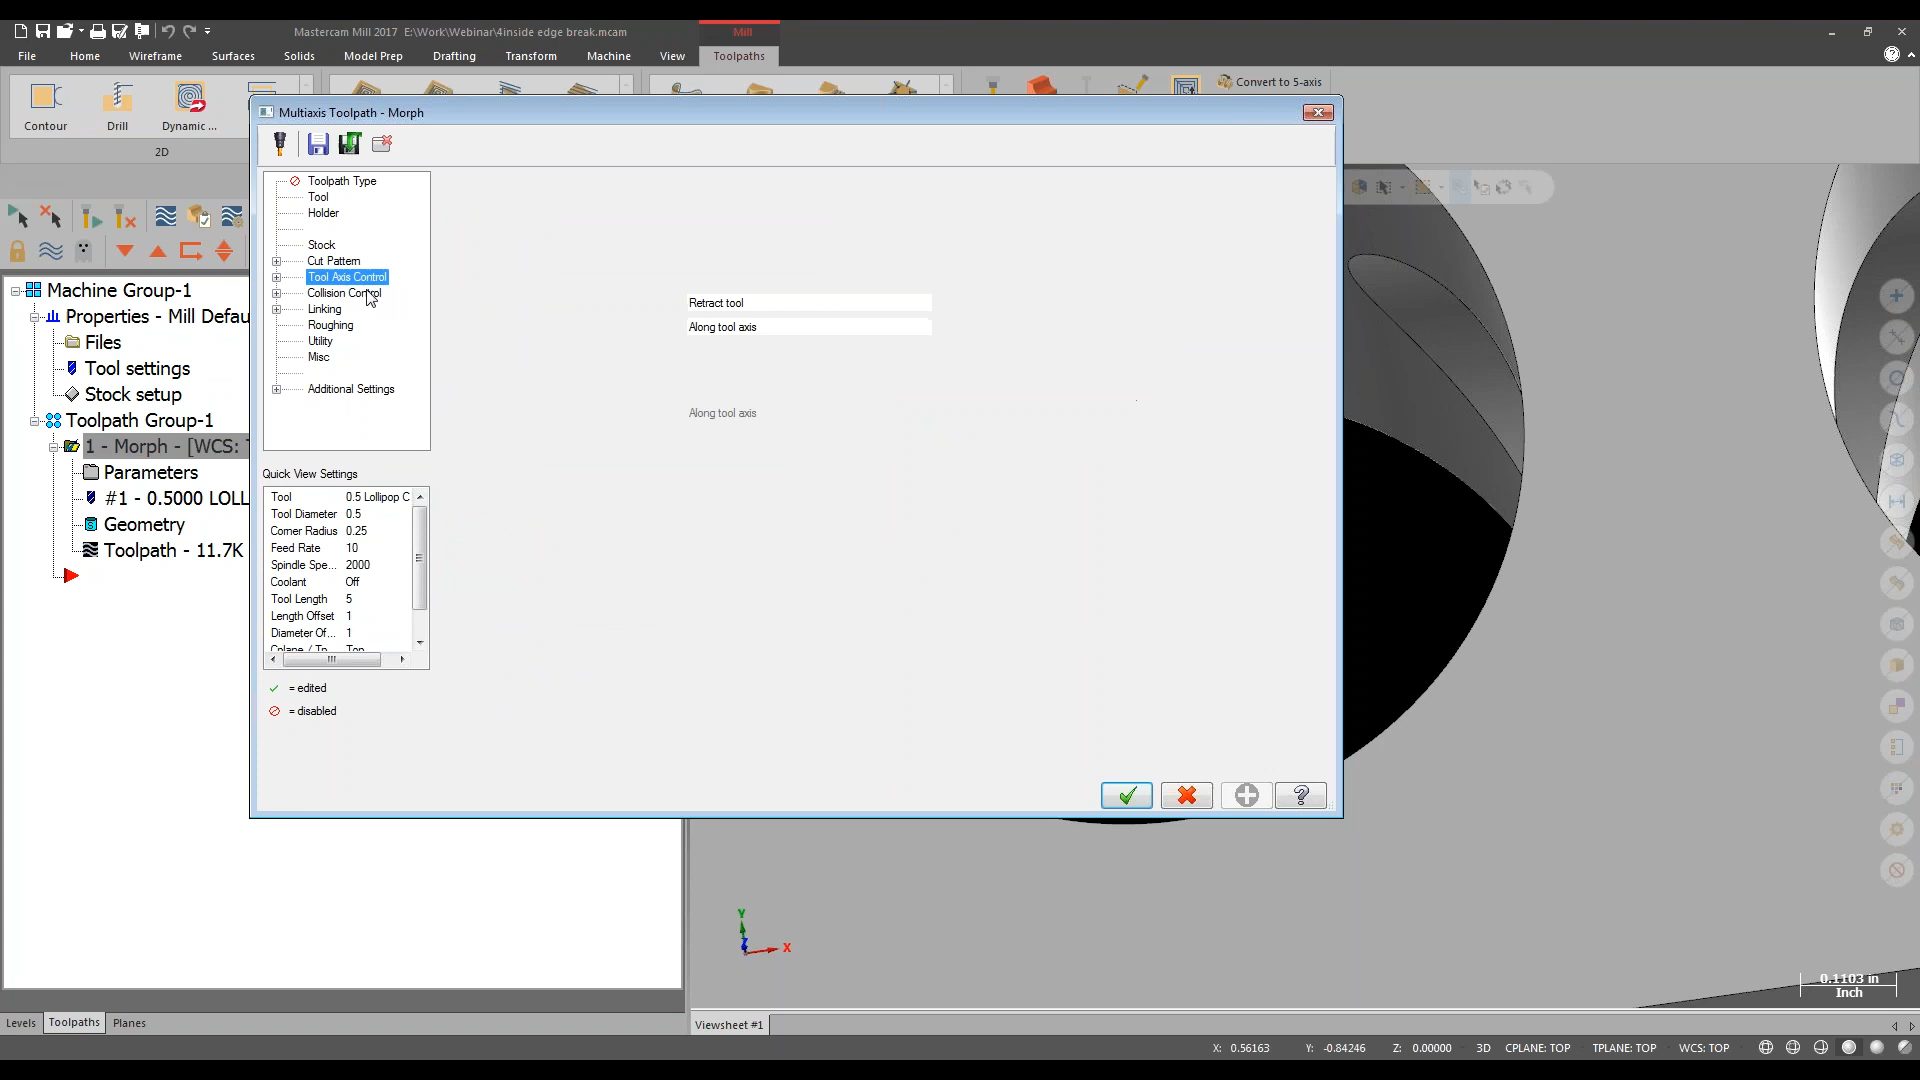 Mastercam Mill 2017  E:\Work\Webinar\4inside edge break.mcam
Mill
File
Home
Wireframe
Surfaces
Solids
Model Prep
Drafting
Transform
Machine
View
Toolpaths
Contour
Drill
Dynamic ...
Convert to 5-axis
2D
Multiaxis Toolpath - Morph
Toolpath Type
Tool
Holder
Stock
Cut Pattern
Tool Axis Control
Collision Control
Linking
Roughing
Utility
Misc
Additional Settings
Retract tool
Along tool axis
Along tool axis
Quick View Settings
Tool 0.5 Lollipop C
Tool Diameter 0.5
Corner Radius 0.25
Feed Rate 10
Spindle Spe... 2000
Coolant Off
Tool Length 5
Length Offset 1
Diameter Of... 1
Cplane / Tp... Top
= edited
= disabled
Machine Group-1
Properties - Mill Defau
Files
Tool settings
Stock setup
Toolpath Group-1
1 - Morph - [WCS:
Parameters
#1 - 0.5000 LOLL
Geometry
Toolpath - 11.7K
Y
Z
X
0.1103 in
Inch
Levels
Toolpaths
Planes
Viewsheet #1
X: 0.56163
Y: -0.84246
Z: 0.00000
3D
CPLANE: TOP
TPLANE: TOP
WCS: TOP